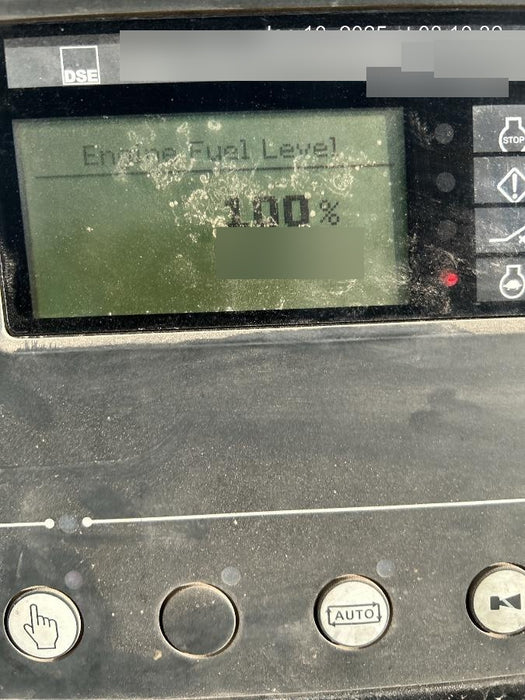 DSE
Engine Fuel Level
100%
STOP
AUTO